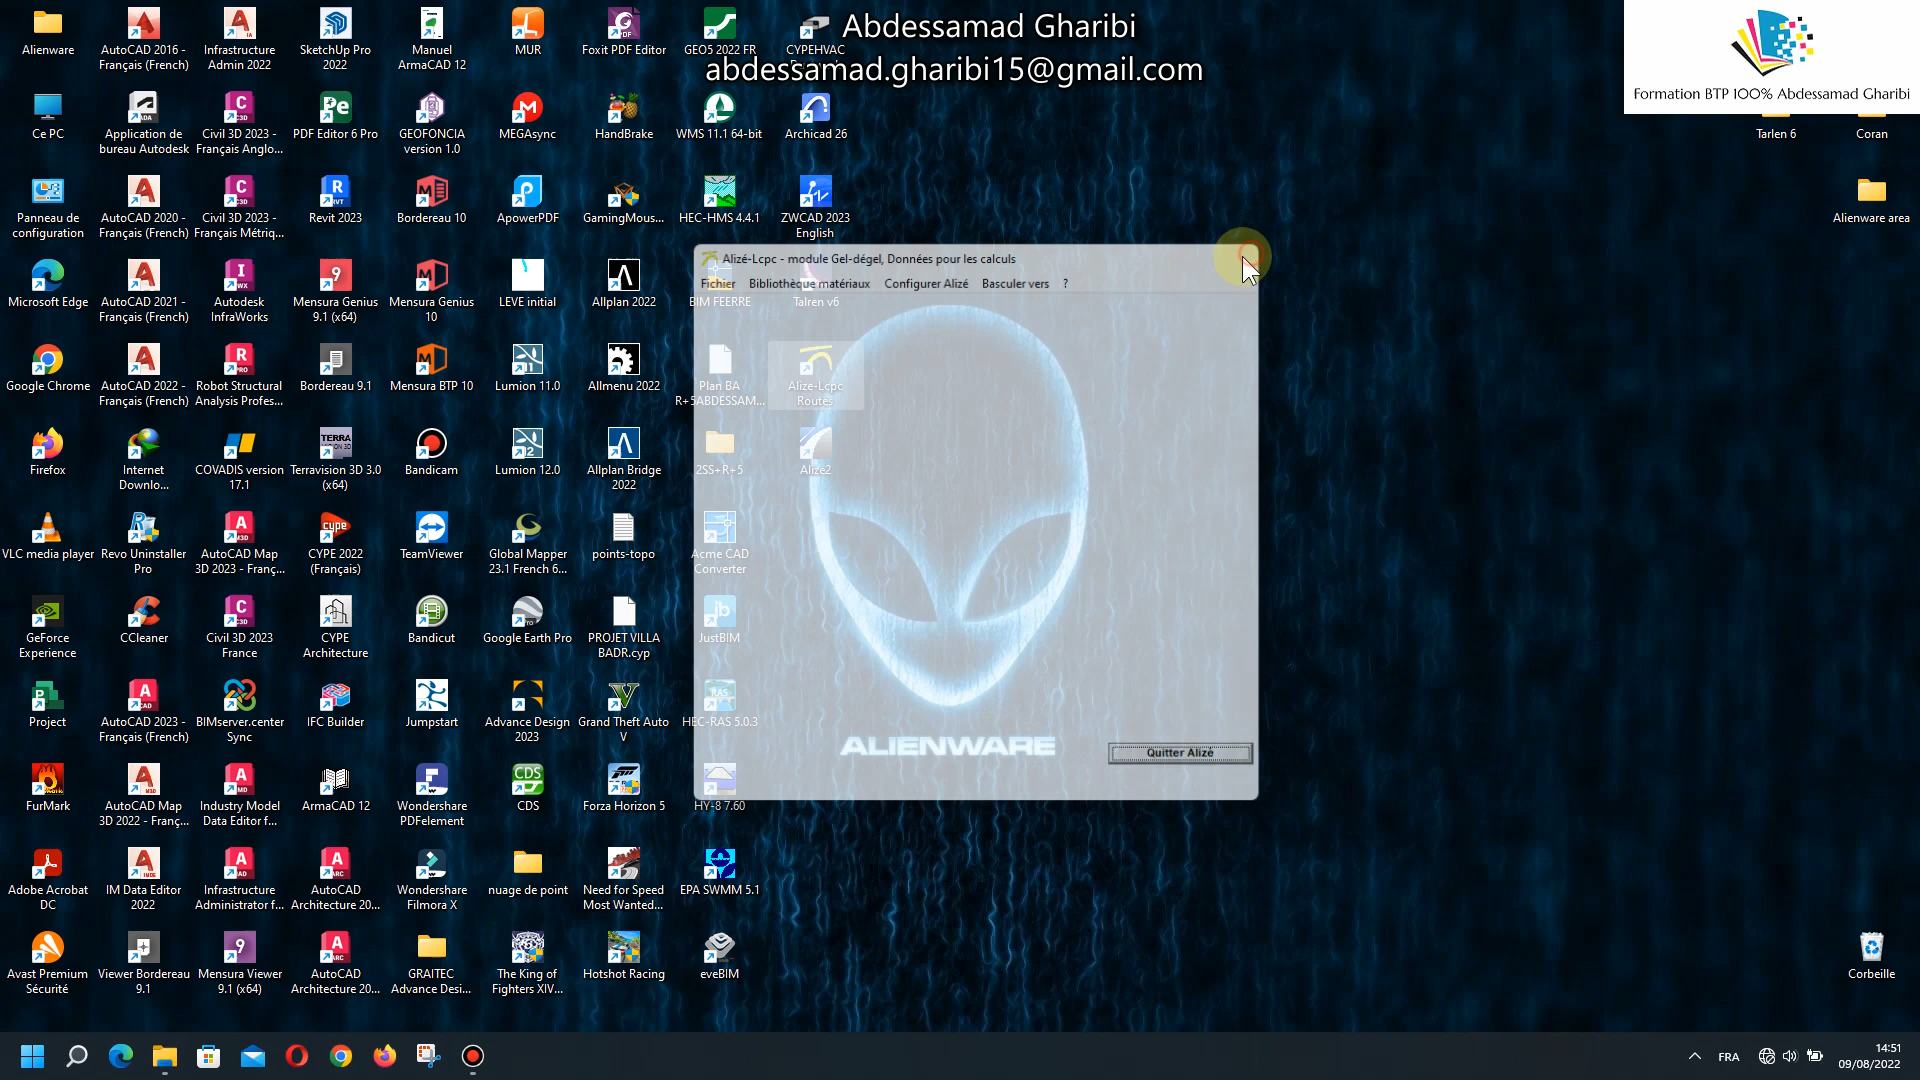 Abdessamad Gharibi
abdessamad.gharibi15@gmail.com
Formation BTP 100% Abdessamad Gharibi
Alienware
AutoCAD 2016 -
Français (French)
Infrastructure
Admin 2022
SketchUp Pro
2022
Manuel
ArmaCAD 12
MUR
Foxit PDF Editor
GEO5 2022 FR
CYPEHVAC
Ce PC
Application de
bureau Autodesk
Civil 3D 2023 -
Français Anglo...
PDF Editor 6 Pro
GEOFONCIA
version 1.0
MEGAsync
HandBrake
WMS 11.1 64-bit
Archicad 26
Tarlen 6
Coran
Panneau de
configuration
AutoCAD 2020 -
Français (French)
Civil 3D 2023 -
Français Métriq...
Revit 2023
Bordereau 10
ApowerPDF
GamingMous...
HEC-HMS 4.4.1
ZWCAD 2023
English
Alienware area
Alizé-Lcpc - module Gel-dégel, Données pour les calculs
Fichier Bibliothèque matériaux Configurer Alizé Basculer vers ?
Microsoft Edge
AutoCAD 2021 -
Français (French)
Autodesk
InfraWorks
Mensura Genius
9.1 (x64)
Mensura Genius
10
LEVE initial
Allplan 2022
BIM FEERRE
Talren v6
Google Chrome
AutoCAD 2022 -
Français (French)
Robot Structural
Analysis Profes...
Bordereau 9.1
Mensura BTP 10
Lumion 11.0
Allmenu 2022
Plan BA
R+5ABDESSAM...
Alize-Lcpc
Routes
Firefox
Internet
Downlo...
COVADIS version
17.1
Terravision 3D 3.0
(x64)
Bandicam
Lumion 12.0
Allplan Bridge
2022
2SS+R+5
Alize2
VLC media player
Revo Uninstaller
Pro
AutoCAD Map
3D 2023 - Franç...
CYPE 2022
(Français)
TeamViewer
Global Mapper
23.1 French 6...
points-topo
Acme CAD
Converter
GeForce
Experience
CCleaner
Civil 3D 2023
France
CYPE
Architecture
Bandicut
Google Earth Pro
PROJET VILLA
BADR.cyp
JustBIM
Project
AutoCAD 2023 -
Français (French)
BIMserver.center
Sync
IFC Builder
Jumpstart
Advance Design
2023
Grand Theft Auto
V
HEC-RAS 5.0.3
ALIENWARE
Quitter Alizé
FurMark
AutoCAD Map
3D 2022 - Franç...
Industry Model
Data Editor f...
ArmaCAD 12
Wondershare
PDFelement
CDS
Forza Horizon 5
HY-8 7.60
Adobe Acrobat
DC
IM Data Editor
2022
Infrastructure
Administrator f...
AutoCAD
Architecture 20...
Wondershare
Filmora X
nuage de point
Need for Speed
Most Wanted...
EPA SWMM 5.1
Avast Premium
Sécurité
Viewer Bordereau
9.1
Mensura Viewer
9.1 (x64)
AutoCAD
Architecture 20...
GRAITEC
Advance Desi...
The King of
Fighters XIV...
Hotshot Racing
eveBIM
Corbeille
FRA
14:51
09/08/2022